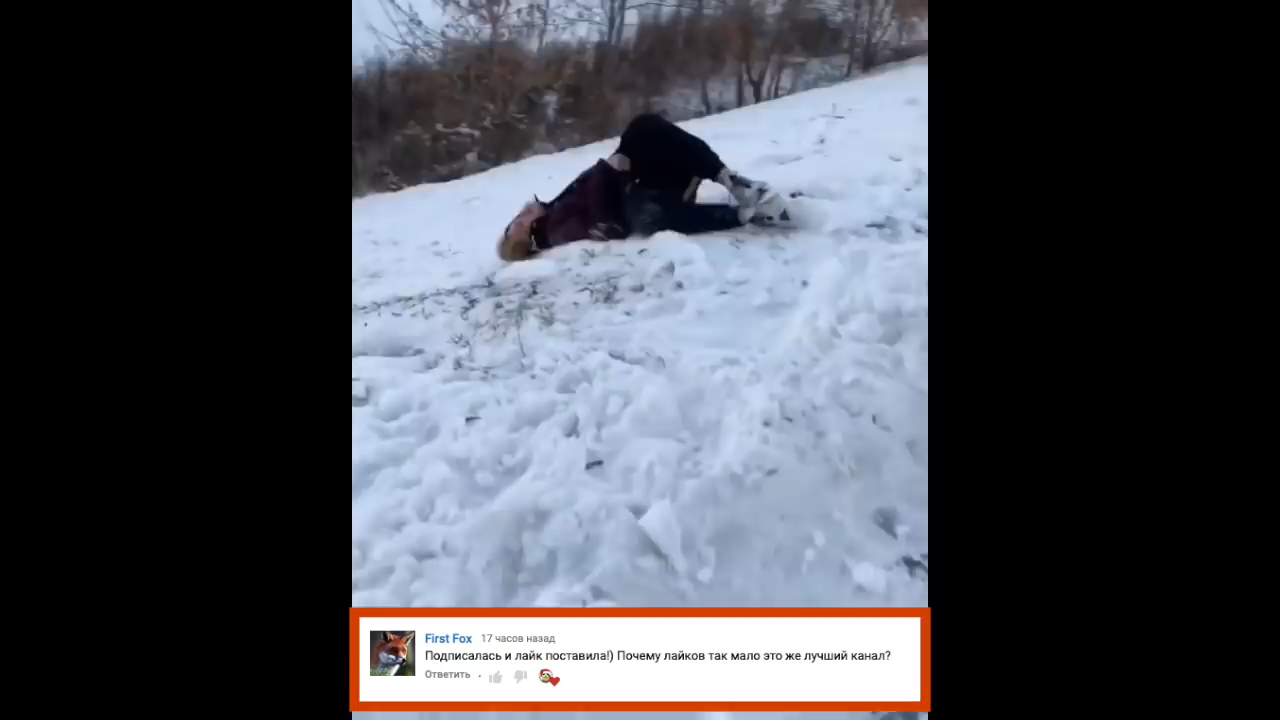 First Fox 17 часов назад
Подписалась и лайк поставила!) Почему лайков так мало это же лучший канал?
Ответить